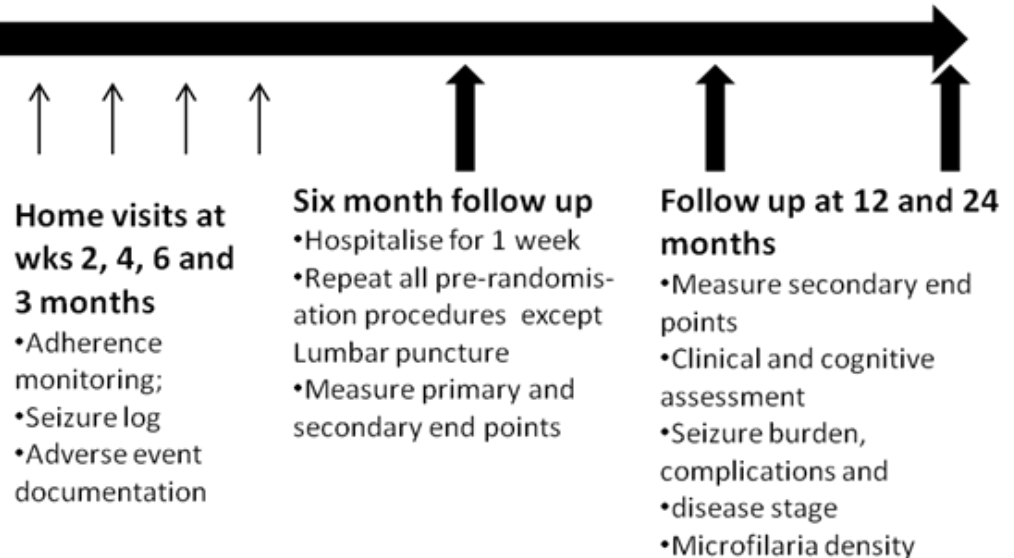 Home visits at
wks 2, 4, 6 and
3 months
•Adherence
monitoring;
•Seizure log
•Adverse event
documentation
Six month follow up
•Hospitalise for 1 week
•Repeat all pre-randomis-
ation procedures except
Lumbar puncture
•Measure primary and
secondary end points
Follow up at 12 and 24
months
•Measure secondary end
points
•Clinical and cognitive
assessment
•Seizure burden,
complications and
•disease stage
•Microfilaria density